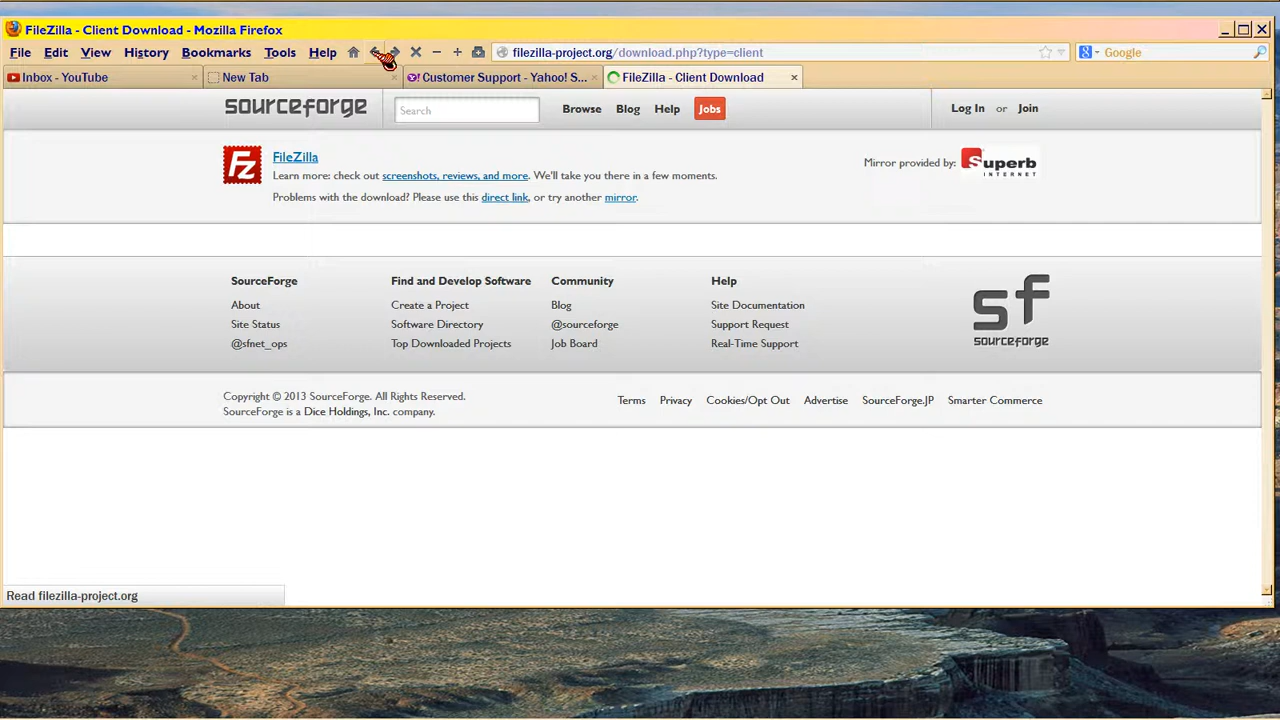 FileZilla - Client Download - Mozilla Firefox
File Edit View History Bookmarks Tools Help filezilla-project.org/download.php?type=client Google
Inbox - YouTube New Tab Customer Support - Yahoo! S... FileZilla - Client Download
sourceforge Search Browse Blog Help Jobs Log In or Join
FileZilla
Learn more: check out screenshots, reviews, and more. We'll take you there in a few moments.
Problems with the download? Please use this direct link, or try another mirror.
Mirror provided by: Superb INTERNET
SourceForge Find and Develop Software Community Help
About Create a Project Blog Site Documentation
Site Status Software Directory @sourceforge Support Request
@sfnet_ops Top Downloaded Projects Job Board Real-Time Support
sf
sourceforge
Copyright © 2013 SourceForge. All Rights Reserved.
SourceForge is a Dice Holdings, Inc. company.
Terms Privacy Cookies/Opt Out Advertise SourceForge.JP Smarter Commerce
Read filezilla-project.org